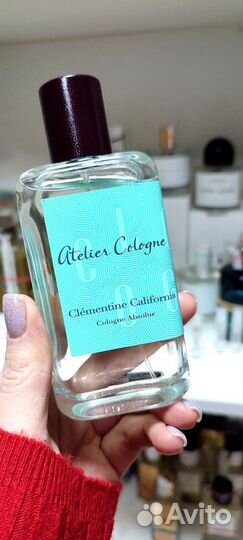 Atelier Cologne
Clémentine California
Cologne Absolue
Avito